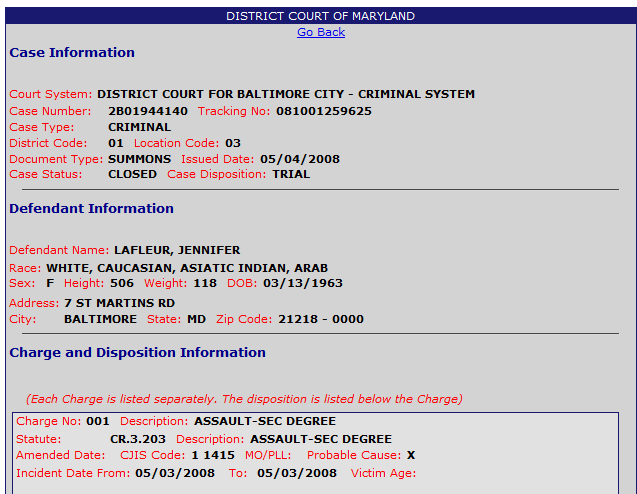 DISTRICT COURT OF MARYLAND
Go Back
Case Information
Court System: DISTRICT COURT FOR BALTIMORE CITY - CRIMINAL SYSTEM
Case Number: 2B01944140 Tracking No: 081001259625
Case Type: CRIMINAL
District Code: 01 Location Code: 03
Document Type: SUMMONS Issued Date: 05/04/2008
Case Status: CLOSED Case Disposition: TRIAL
Defendant Information
Defendant Name: LAFLEUR, JENNIFER
Race: WHITE, CAUCASIAN, ASIATIC INDIAN, ARAB
Sex: F Height: 506 Weight: 118 DOB: 03/13/1963
Address: 7 ST MARTINS RD
City: BALTIMORE State: MD Zip Code: 21218 - 0000
Charge and Disposition Information
(Each Charge is listed separately. The disposition is listed below the Charge)
Charge No: 001 Description: ASSAULT-SEC DEGREE
Statute: CR.3.203 Description: ASSAULT-SEC DEGREE
Amended Date: CJIS Code: 1 1415 MO/PLL: Probable Cause: X
Incident Date From: 05/03/2008 To: 05/03/2008 Victim Age: